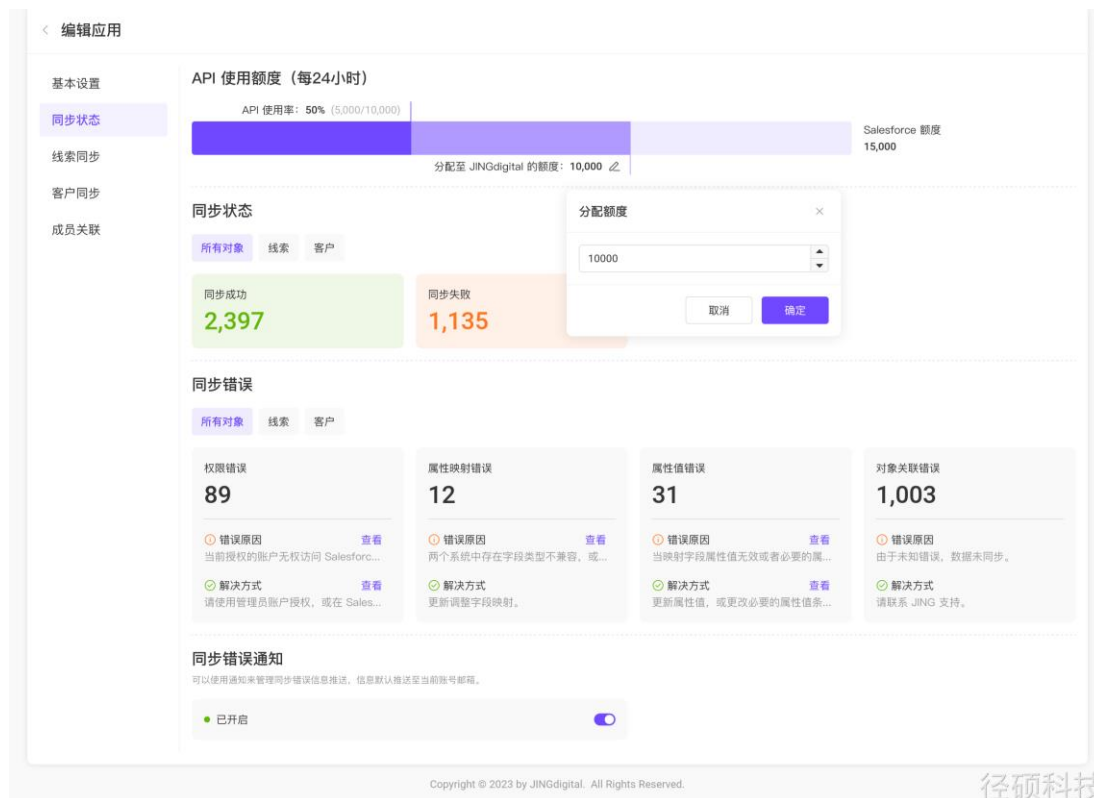 编辑应用
基本设置
同步状态
线索同步
客户同步
成员关联
API 使用额度（每24小时）
API 使用率：50% (5,000/10,000)
Salesforce 额度
15,000
分配至 JINGdigital 的额度：10,000
同步状态
所有对象 线索 客户
同步成功
2,397
同步失败
1,135
分配额度
10000
取消 确定
同步错误
所有对象 线索 客户
权限错误
89
错误原因 查看
当前授权的账户无权访问 Salesforc...
解决方式 查看
请使用管理员账户授权，或在 Sales...
属性映射错误
12
错误原因 查看
两个系统中存在字段类型不兼容，或...
解决方式
更新调整字段映射。
属性值错误
31
错误原因 查看
当映射字段属性值无效或者必要的属...
解决方式 查看
更新属性值，或更改必要的属性值条...
对象关联错误
1,003
错误原因
由于未知错误，数据未同步。
解决方式
请联系 JING 支持。
同步错误通知
可以使用通知来管理同步错误信息推送，信息默认推送至当前账号邮箱。
已开启
Copyright © 2023 by JINGdigital. All Rights Reserved.
径硕科技